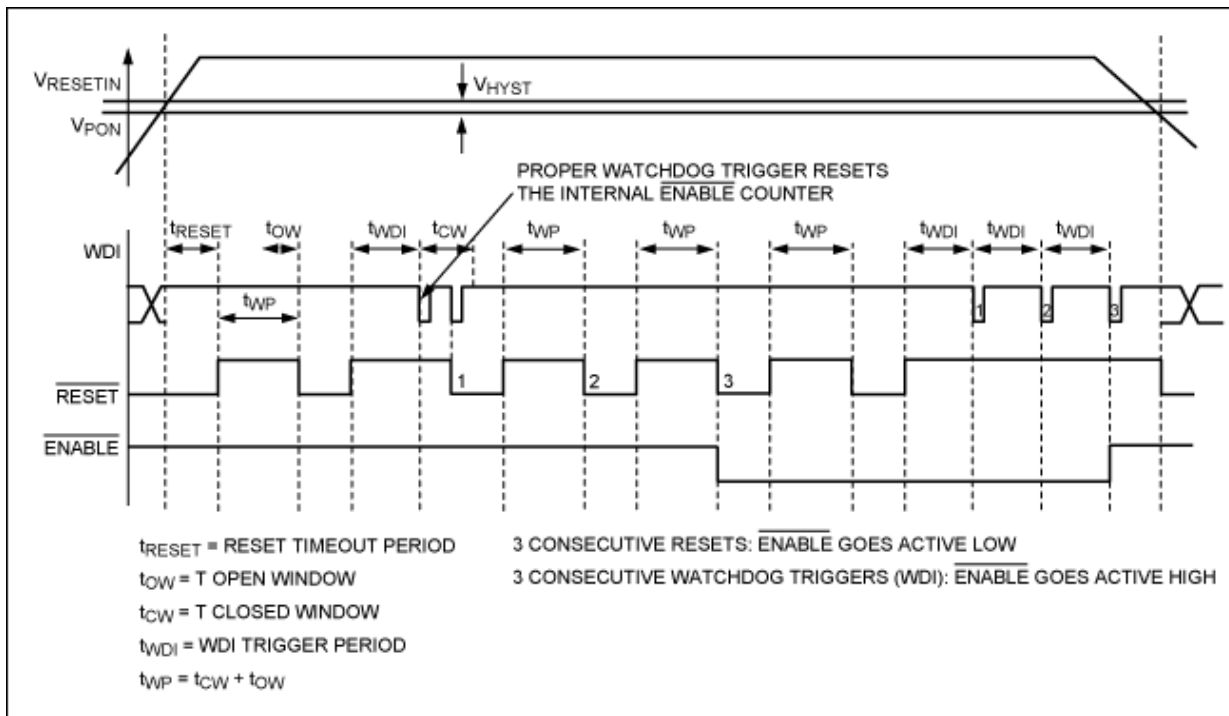 VRESETIN
VHYST
VPON
PROPER WATCHDOG TRIGGER RESETS
THE INTERNAL ENABLE COUNTER
tRESET tOW tWDI tCW tWP tWP tWP tWDI tWDI tWDI
WDI
tWP
1 2 3
RESET
1 2 3
ENABLE
tRESET = RESET TIMEOUT PERIOD
3 CONSECUTIVE RESETS: ENABLE GOES ACTIVE LOW
tOW = T OPEN WINDOW
3 CONSECUTIVE WATCHDOG TRIGGERS (WDI): ENABLE GOES ACTIVE HIGH
tCW = T CLOSED WINDOW
tWDI = WDI TRIGGER PERIOD
tWP = tCW + tOW